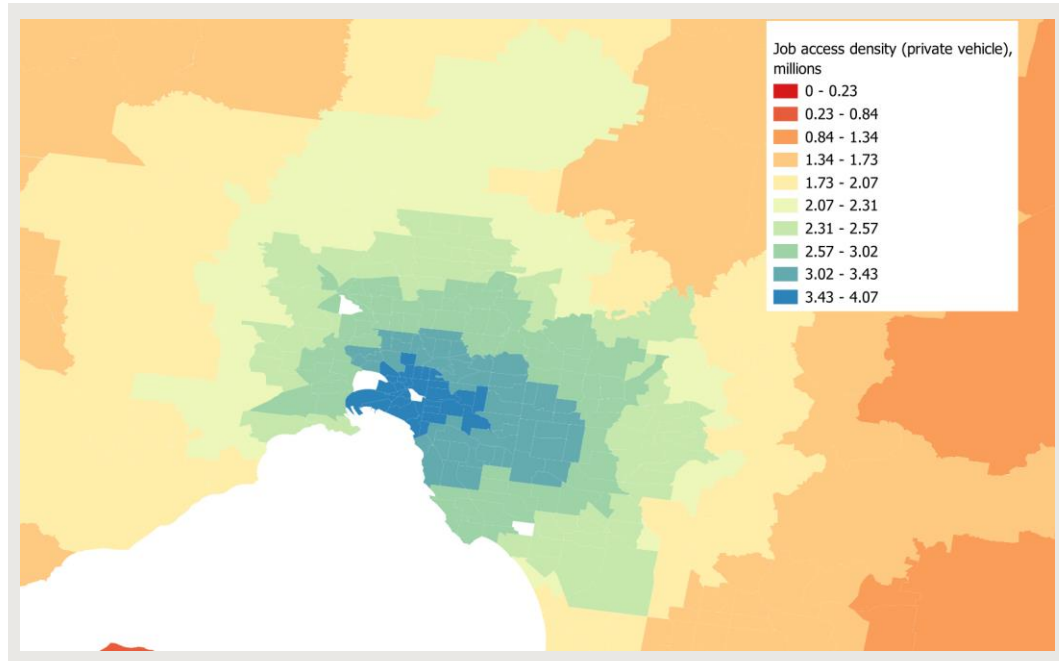 Job access density (private vehicle),
millions
0 - 0.23
0.23 - 0.84
0.84 - 1.34
1.34 - 1.73
1.73 - 2.07
2.07 - 2.31
2.31 - 2.57
2.57 - 3.02
3.02 - 3.43
3.43 - 4.07